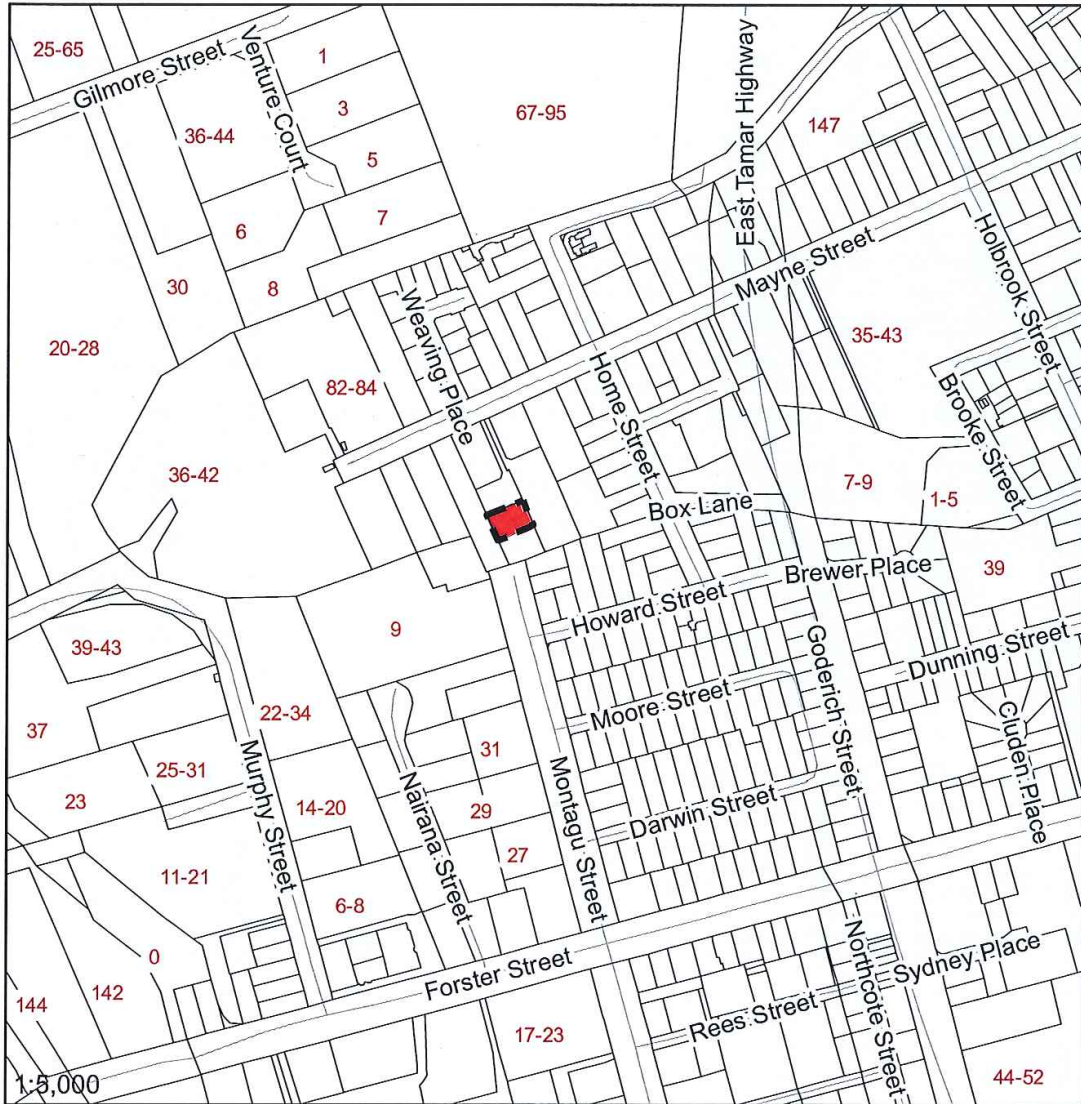 25-65
Gilmore Street
Venture Court
1
3
36-44
5
6
7
30
8
67-95
East Tamar Highway
147
Mayne Street
Holbrook Street
20-28
35-43
Weaving Place
82-84
Home Street
Brooke Street
36-42
7-9
1-5
Box Lane
Brewer Place
39
Howard Street
9
39-43
Dunning Street
Goderich Street
Moore Street
Cluden Place
22-34
37
25-31
Murphy Street
31
Montagu Street
23
14-20
Nairana Street
29
Darwin Street
27
11-21
6-8
0
Forster Street
Northcote Street
Sydney Place
142
144
Rees Street
17-23
44-52
1:5,000